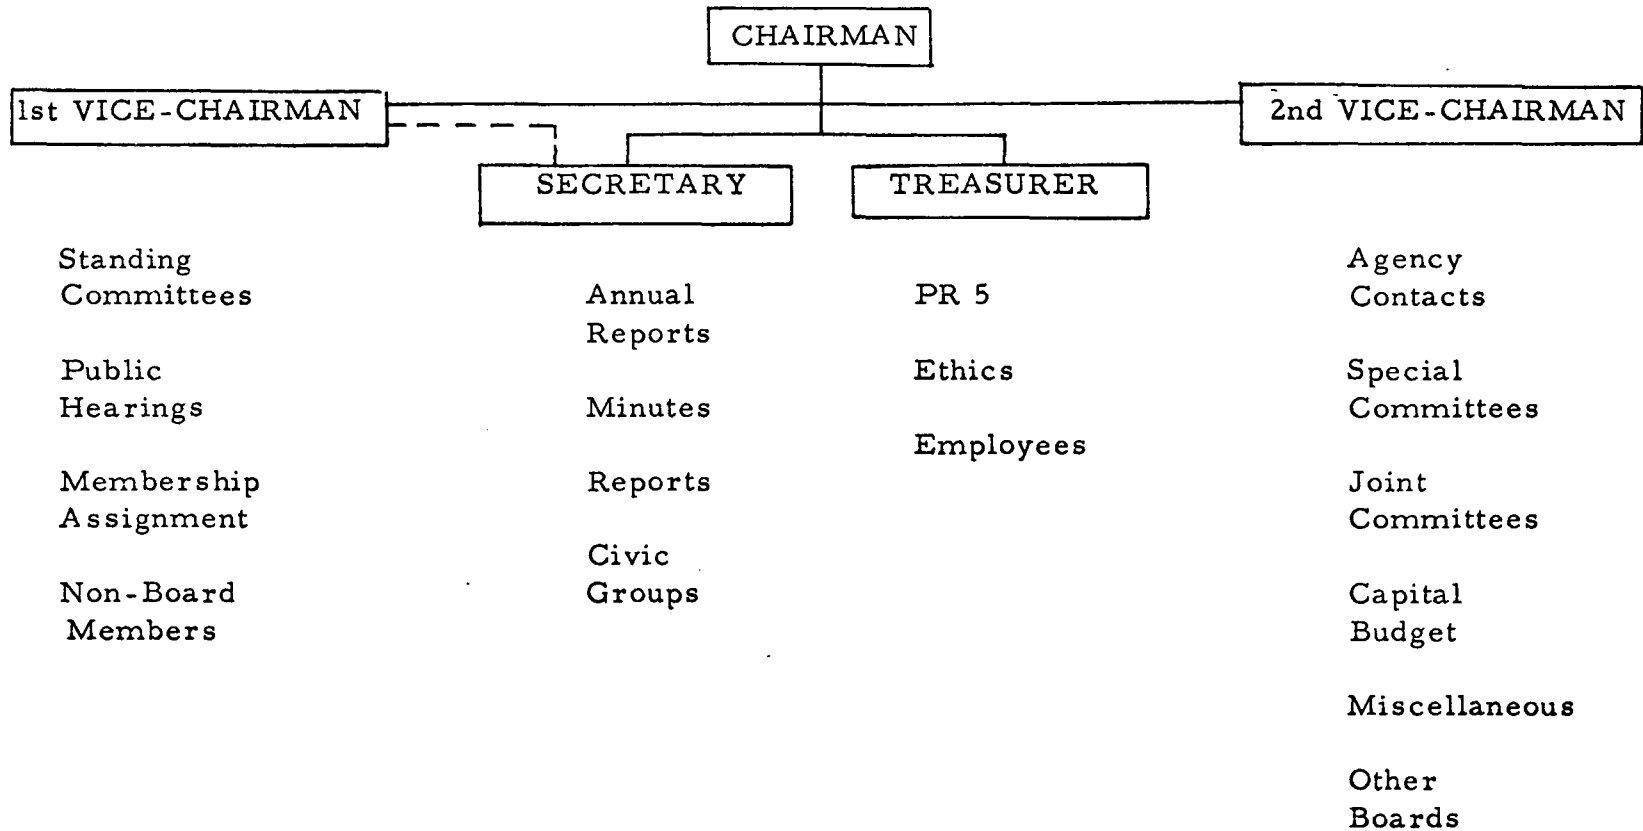 CHAIRMAN
1st VICE-CHAIRMAN
2nd VICE-CHAIRMAN
SECRETARY
TREASURER
Standing
Committees
Public
Hearings
Membership
Assignment
Non-Board
Members
Annual
Reports
Minutes
Reports
Civic
Groups
PR 5
Ethics
Employees
Agency
Contacts
Special
Committees
Joint
Committees
Capital
Budget
Miscellaneous
Other
Boards